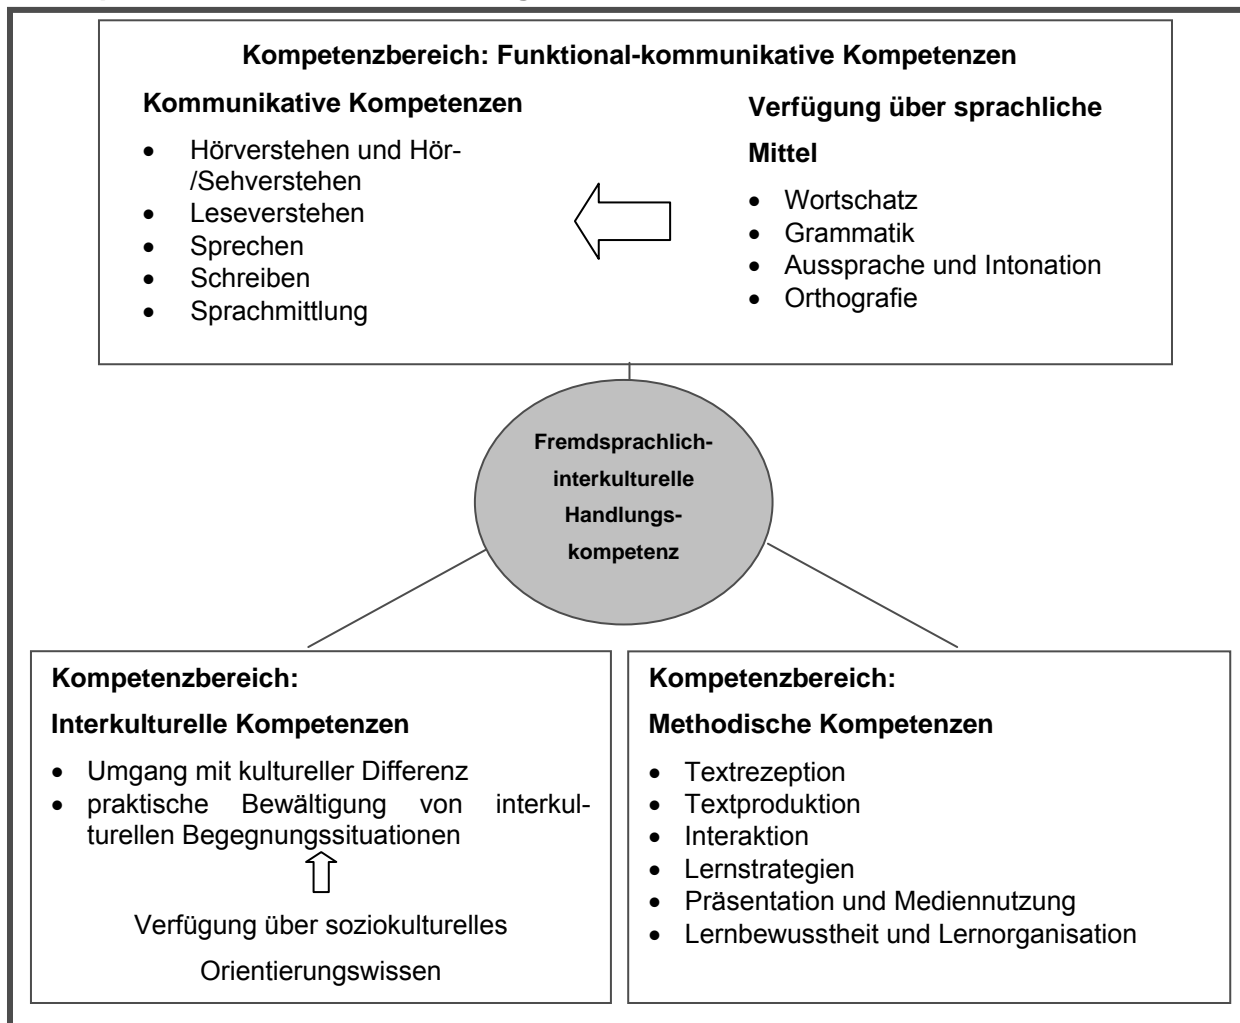 Kompetenzbereich: Funktional-kommunikative Kompetenzen
Kommunikative Kompetenzen
• Hörverstehen und Hör-
/Sehverstehen
• Leseverstehen
• Sprechen
• Schreiben
• Sprachmittlung
Verfügung über sprachliche
Mittel
• Wortschatz
• Grammatik
• Aussprache und Intonation
• Orthografie
Fremdsprachlich-
interkulturelle
Handlungs-
kompetenz
Kompetenzbereich:
Interkulturelle Kompetenzen
• Umgang mit kultureller Differenz
• praktische Bewältigung von interkul-
turellen Begegnungssituationen
Verfügung über soziokulturelles
Orientierungswissen
Kompetenzbereich:
Methodische Kompetenzen
• Textrezeption
• Textproduktion
• Interaktion
• Lernstrategien
• Präsentation und Mediennutzung
• Lernbewusstheit und Lernorganisation